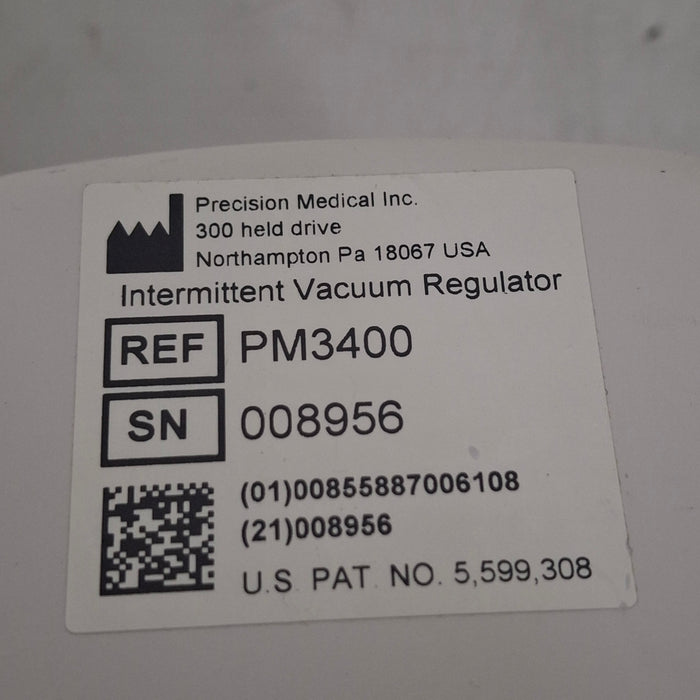 Precision Medical Inc.
300 held drive
Northampton Pa 18067 USA
Intermittent Vacuum Regulator
REF PM3400
SN 008956
(01)00855887006108
(21)008956
U.S. PAT. NO. 5,599,308